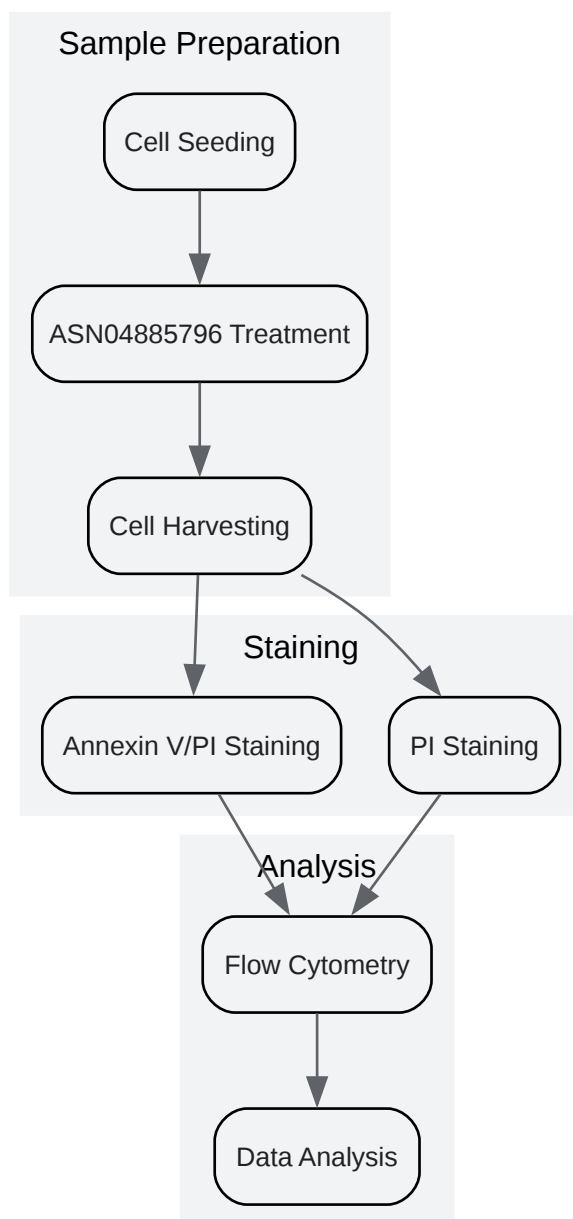 Sample Preparation
Cell Seeding
ASN04885796 Treatment
Cell Harvesting
Staining
Annexin V/PI Staining
PI Staining
Analysis
Flow Cytometry
Data Analysis